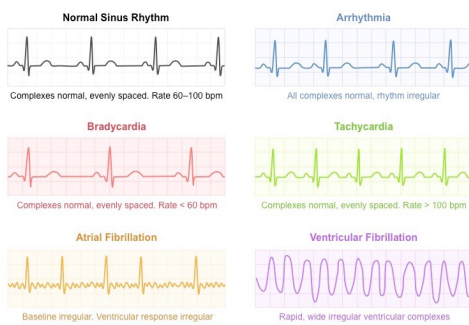 Normal Sinus Rhythm
Arrhythmia
Complexes normal, evenly spaced. Rate 60–100 bpm
All complexes normal, rhythm irregular
Bradycardia
Tachycardia
Complexes normal, evenly spaced. Rate < 60 bpm
Complexes normal, evenly spaced. Rate > 100 bpm
Atrial Fibrillation
Ventricular Fibrillation
Baseline irregular. Ventricular response irregular
Rapid, wide irregular ventricular complexes